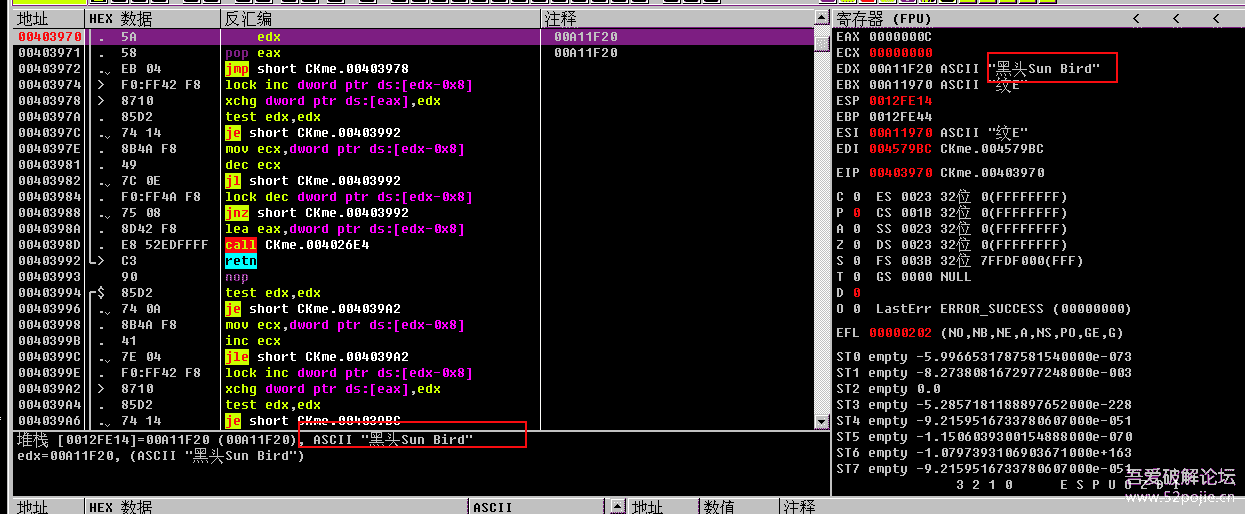 地址 HEX 数据 反汇编 注释 寄存器 (FPU) < < <
00403970 . 5A edx 00A11F20
00403971 . 58 pop eax 00A11F20
00403972 . EB 04 jmp short CKme.00403978
00403974 > F0:FF42 F8 lock inc dword ptr ds:[edx-0x8]
00403978 > 8710 xchg dword ptr ds:[eax],edx
0040397A . 85D2 test edx,edx
0040397C . 74 14 je short CKme.00403992
0040397E . 8B4A F8 mov ecx,dword ptr ds:[edx-0x8]
00403981 . 49 dec ecx
00403982 . 7C 0E jl short CKme.00403992
00403984 . F0:FF4A F8 lock dec dword ptr ds:[edx-0x8]
00403988 . 75 08 jnz short CKme.00403992
0040398A . 8D42 F8 lea eax,dword ptr ds:[edx-0x8]
0040398D . E8 52EDFFFF call CKme.004026E4
00403992 > C3 retn
00403993 90 nop
00403994 $ 85D2 test edx,edx
00403996 . 74 0A je short CKme.004039A2
00403998 . 8B4A F8 mov ecx,dword ptr ds:[edx-0x8]
0040399B . 41 inc ecx
0040399C . 7E 04 jle short CKme.004039A2
0040399E . F0:FF42 F8 lock inc dword ptr ds:[edx-0x8]
004039A2 > 8710 xchg dword ptr ds:[eax],edx
004039A4 . 85D2 test edx,edx
004039A6 . 74 14 je short CKme.004039BC
堆栈 [0012FE14]=00A11F20 (00A11F20), ASCII "黑头Sun Bird"
edx=00A11F20, (ASCII "黑头Sun Bird")
EAX 0000000C
ECX 00000000
EDX 00A11F20 ASCII "黑头Sun Bird"
EBX 00A11970 ASCII "纹E"
ESP 0012FE14
EBP 0012FE44
ESI 00A11970 ASCII "纹E"
EDI 004579BC CKme.004579BC
EIP 00403970 CKme.00403970
C 0 ES 0023 32位 0(FFFFFFFF)
P 0 CS 001B 32位 0(FFFFFFFF)
A 0 SS 0023 32位 0(FFFFFFFF)
Z 0 DS 0023 32位 0(FFFFFFFF)
S 0 FS 003B 32位 7FFDF000(FFF)
T 0 GS 0000 NULL
D 0
O 0 LastErr ERROR_SUCCESS (00000000)
EFL 00000202 (NO,NB,NE,A,NS,PO,GE,G)
ST0 empty -5.9966531787581540000e-073
ST1 empty -8.2738081672977248000e-003
ST2 empty 0.0
ST3 empty -5.2857181188897652000e-228
ST4 empty -9.2159516733780607000e-051
ST5 empty -1.1506039300154888000e-070
ST6 empty -1.0797393106903671000e+163
ST7 empty -9.2159516733780607000e-051
3 2 1 0 E S P U O Z D I
吾爱破解论坛
www.52pojie.cn
地址 HEX 数据 ASCII 地址 数值 注释